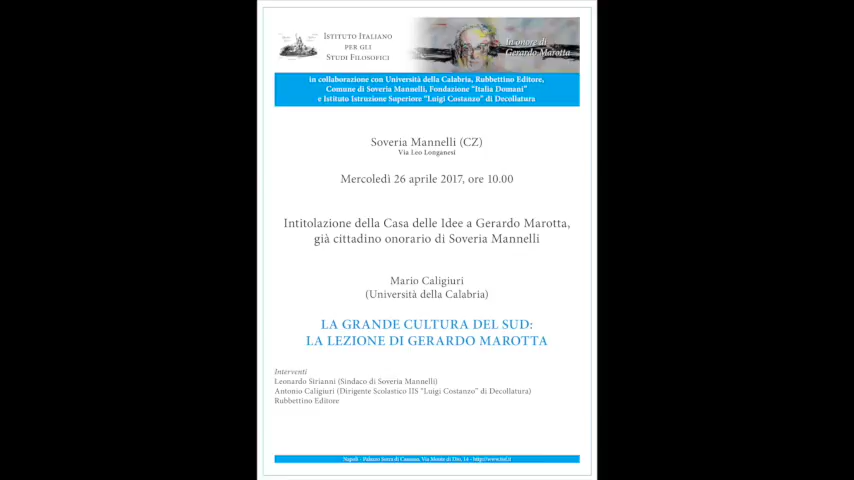 Istituto Italiano
per gli
Studi Filosofici
In onore di
Gerardo Marotta
in collaborazione con Università della Calabria, Rubbettino Editore,
Comune di Soveria Mannelli, Fondazione "Italia Domani"
e Istituto Istruzione Superiore "Luigi Costanzo" di Decollatura
Soveria Mannelli (CZ)
Via Leo Longanesi
Mercoledì 26 aprile 2017, ore 10.00
Intitolazione della Casa delle Idee a Gerardo Marotta,
già cittadino onorario di Soveria Mannelli
Mario Caligiuri
(Università della Calabria)
LA GRANDE CULTURA DEL SUD:
LA LEZIONE DI GERARDO MAROTTA
Interventi
Leonardo Sirianni (Sindaco di Soveria Mannelli)
Antonio Caligiuri (Dirigente Scolastico IIS "Luigi Costanzo" di Decollatura)
Rubbettino Editore
Napoli - Palazzo Serra di Cassano, Via Monte di Dio, 14 - http://www.iisf.it